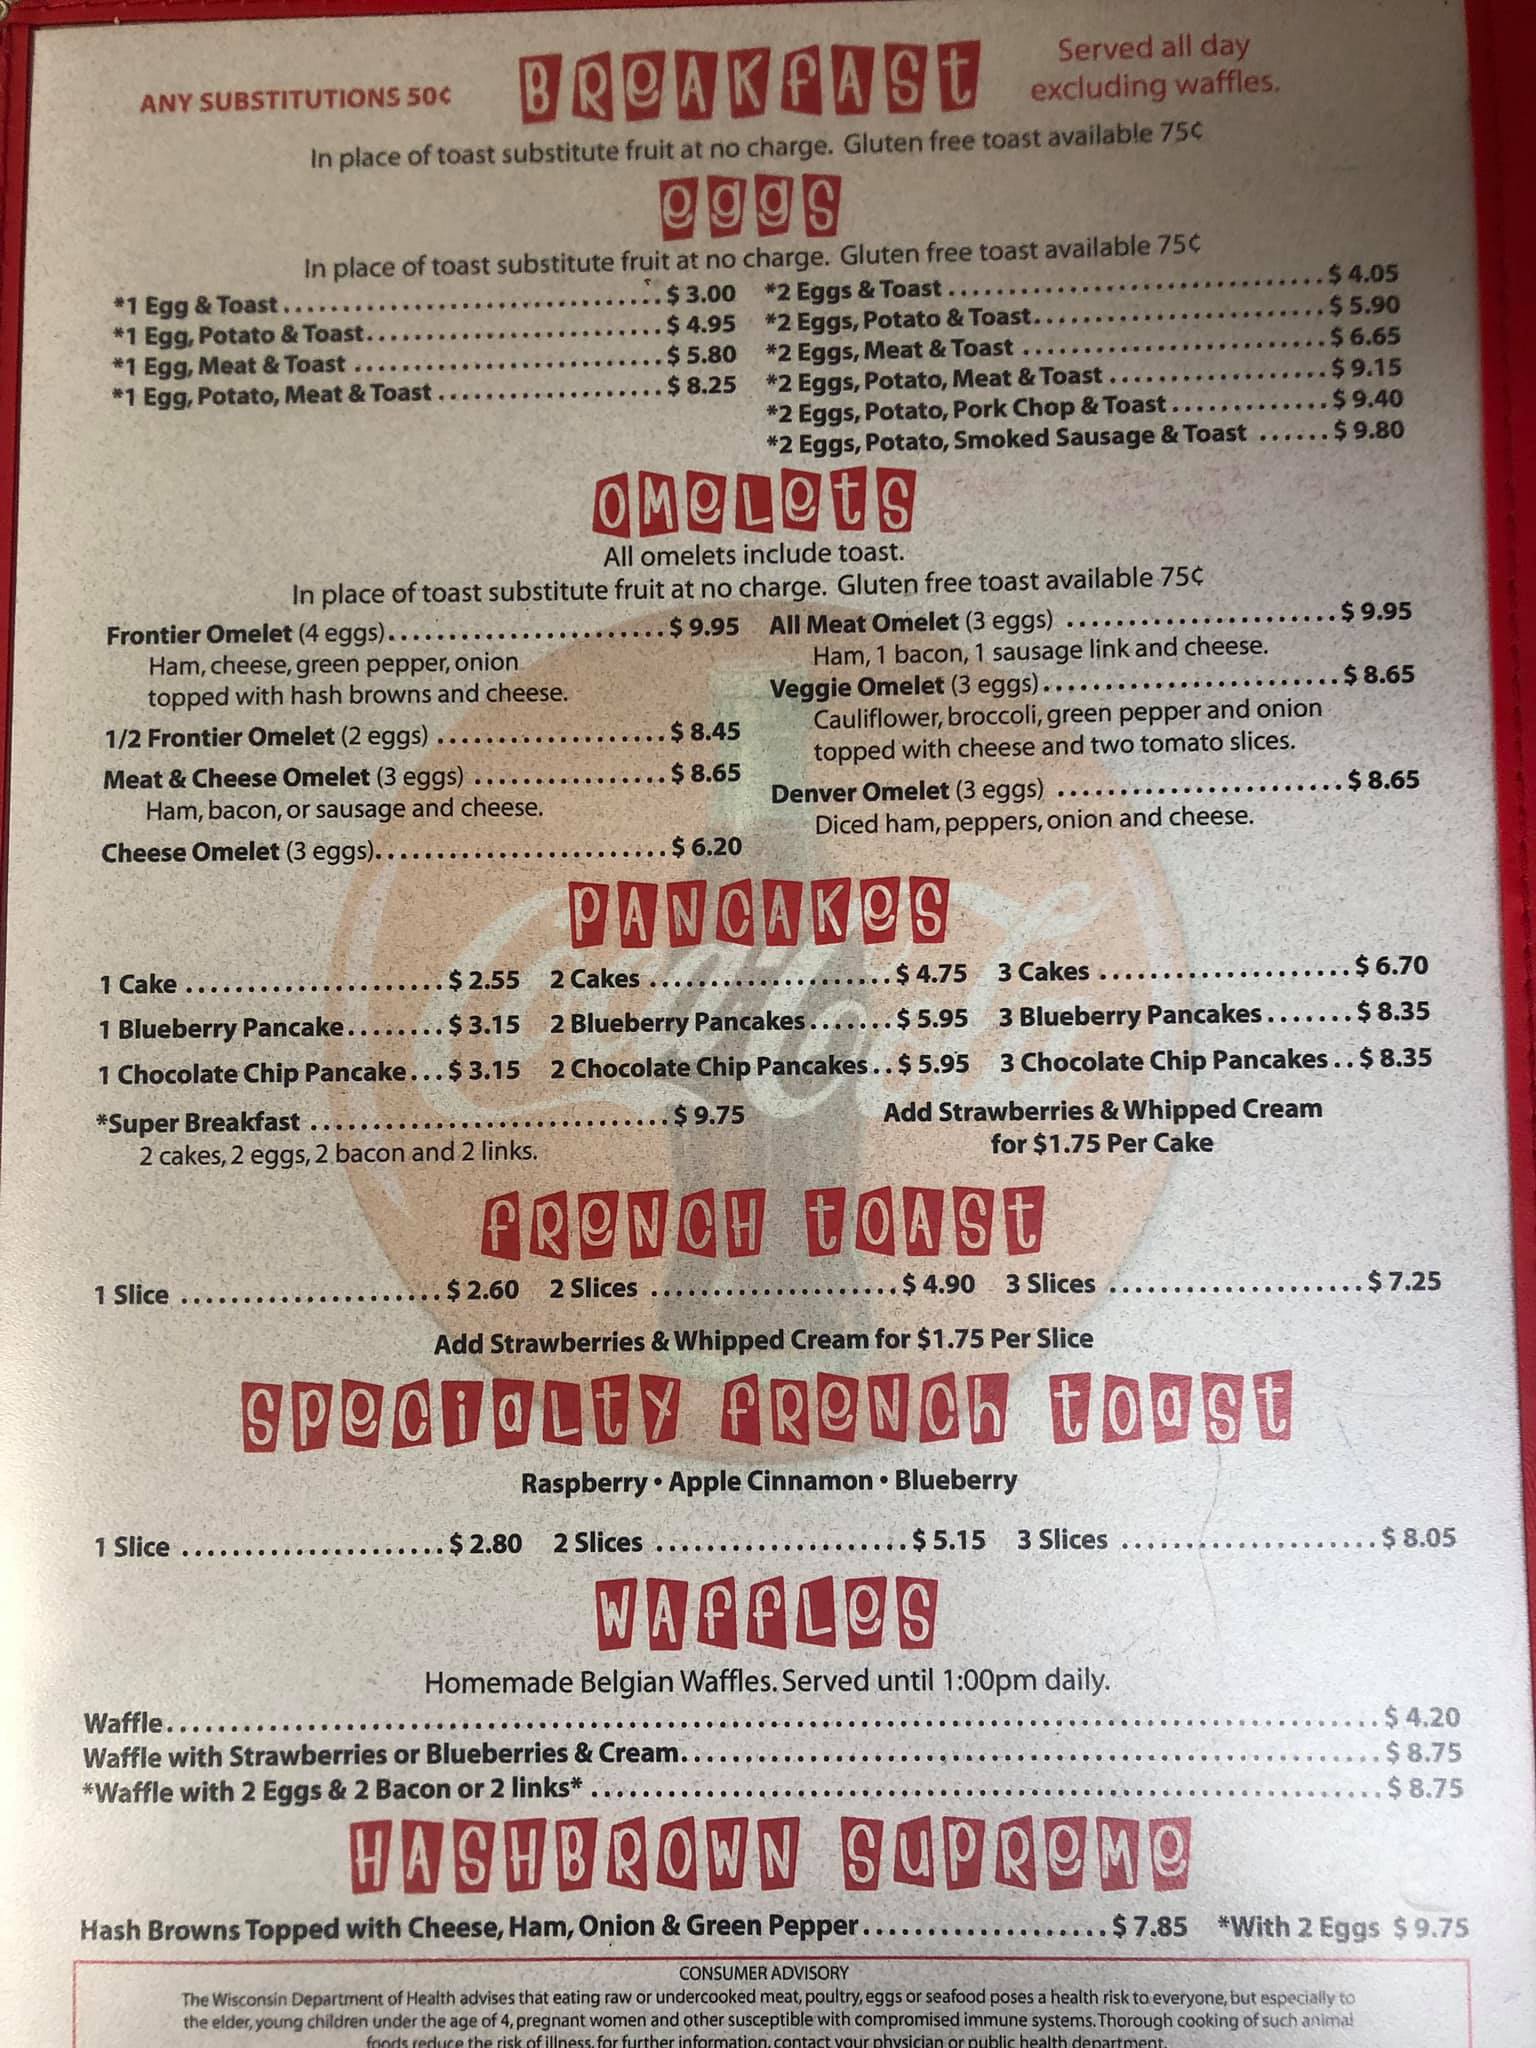 ANY SUBSTITUTIONS 50¢
BREAKFAST
Served all day
excluding waffles.
In place of toast substitute fruit at no charge. Gluten free toast available 75¢
eggs
In place of toast substitute fruit at no charge. Gluten free toast available 75¢
*1 Egg & Toast $ 3.00
*1 Egg, Potato & Toast $ 4.95
*1 Egg, Meat & Toast $ 5.80
*1 Egg, Potato, Meat & Toast $ 8.25
*2 Eggs & Toast $ 4.05
*2 Eggs, Potato & Toast $ 5.90
*2 Eggs, Meat & Toast $ 6.65
*2 Eggs, Potato, Meat & Toast $ 9.15
*2 Eggs, Potato, Pork Chop & Toast $ 9.40
*2 Eggs, Potato, Smoked Sausage & Toast $ 9.80
OMELETS
All omelets include toast.
In place of toast substitute fruit at no charge. Gluten free toast available 75¢
Frontier Omelet (4 eggs) $ 9.95
Ham, cheese, green pepper, onion
topped with hash browns and cheese.
1/2 Frontier Omelet (2 eggs) $ 8.45
Meat & Cheese Omelet (3 eggs) $ 8.65
Ham, bacon, or sausage and cheese.
Cheese Omelet (3 eggs) $ 6.20
All Meat Omelet (3 eggs) $ 9.95
Ham, 1 bacon, 1 sausage link and cheese.
Veggie Omelet (3 eggs) $ 8.65
Cauliflower, broccoli, green pepper and onion
topped with cheese and two tomato slices.
Denver Omelet (3 eggs) $ 8.65
Diced ham, peppers, onion and cheese.
PANCAKES
1 Cake $ 2.55 2 Cakes $ 4.75 3 Cakes $ 6.70
1 Blueberry Pancake $ 3.15 2 Blueberry Pancakes $ 5.95 3 Blueberry Pancakes $ 8.35
1 Chocolate Chip Pancake $ 3.15 2 Chocolate Chip Pancakes $ 5.95 3 Chocolate Chip Pancakes $ 8.35
*Super Breakfast $ 9.75
2 cakes, 2 eggs, 2 bacon and 2 links.
Add Strawberries & Whipped Cream
for $1.75 Per Cake
FRENCH TOAST
1 Slice $ 2.60 2 Slices $ 4.90 3 Slices $ 7.25
Add Strawberries & Whipped Cream for $1.75 Per Slice
SPECIALTY FRENCH TOAST
Raspberry • Apple Cinnamon • Blueberry
1 Slice $ 2.80 2 Slices $ 5.15 3 Slices $ 8.05
WAFFLES
Homemade Belgian Waffles. Served until 1:00pm daily.
Waffle $ 4.20
Waffle with Strawberries or Blueberries & Cream $ 8.75
*Waffle with 2 Eggs & 2 Bacon or 2 links* $ 8.75
HASHBROWN SUPREME
Hash Browns Topped with Cheese, Ham, Onion & Green Pepper $ 7.85 *With 2 Eggs $ 9.75
CONSUMER ADVISORY
The Wisconsin Department of Health advises that eating raw or undercooked meat, poultry, eggs or seafood poses a health risk to everyone, but especially to
the elder, young children under the age of 4, pregnant women and other susceptible with compromised immune systems. Thorough cooking of such animal
foods reduce the risk of illness, for further information, contact your physician or public health department.